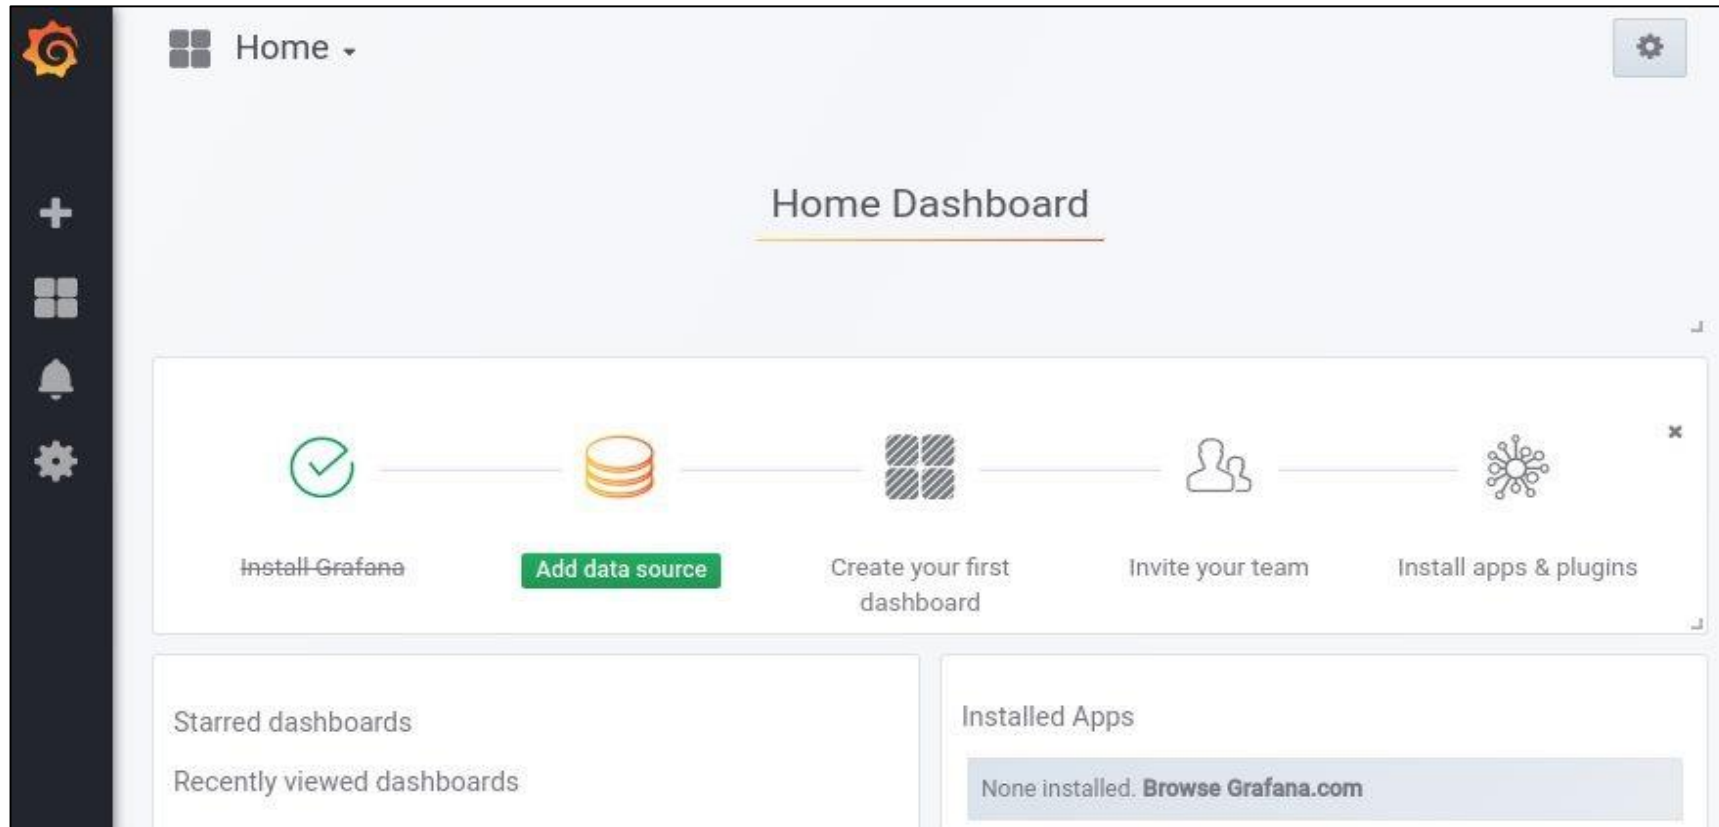 Home
Home Dashboard
Install Grafana
Add data source
Create your first
dashboard
Invite your team
Install apps & plugins
Starred dashboards
Recently viewed dashboards
Installed Apps
None installed. Browse Grafana.com